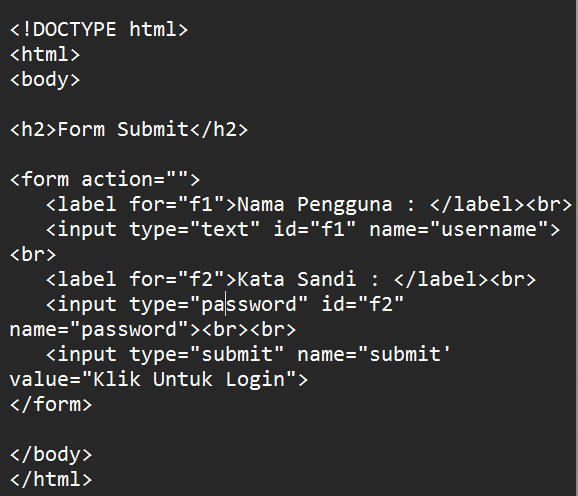 <!DOCTYPE html>
<html>
<body>
<h2>Form Submit</h2>
<form action="">
<label for="f1">Nama Pengguna : </label><br>
<input type="text" id="f1" name="username">
<br>
<label for="f2">Kata Sandi : </label><br>
<input type="password" id="f2"
name="password"><br><br>
<input type="submit" name="submit'
value="Klik Untuk Login">
</form>
</body>
</html>